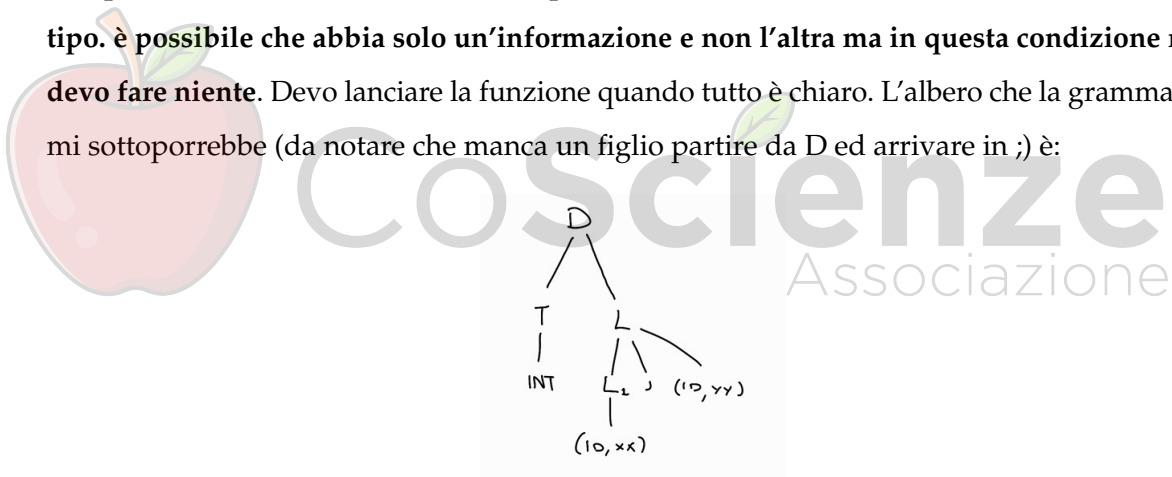 tipo. è possibile che abbia solo un'informazione e non l'altra ma in questa condizione
devo fare niente. Devo lanciare la funzione quando tutto è chiaro. L'albero che la gramma
mi sottoporrebbe (da notare che manca un figlio partire da D ed arrivare in ;) è:
CoScienze
Associazione
D
T L
INT L₂ , (ID, YY)
(ID, XX)